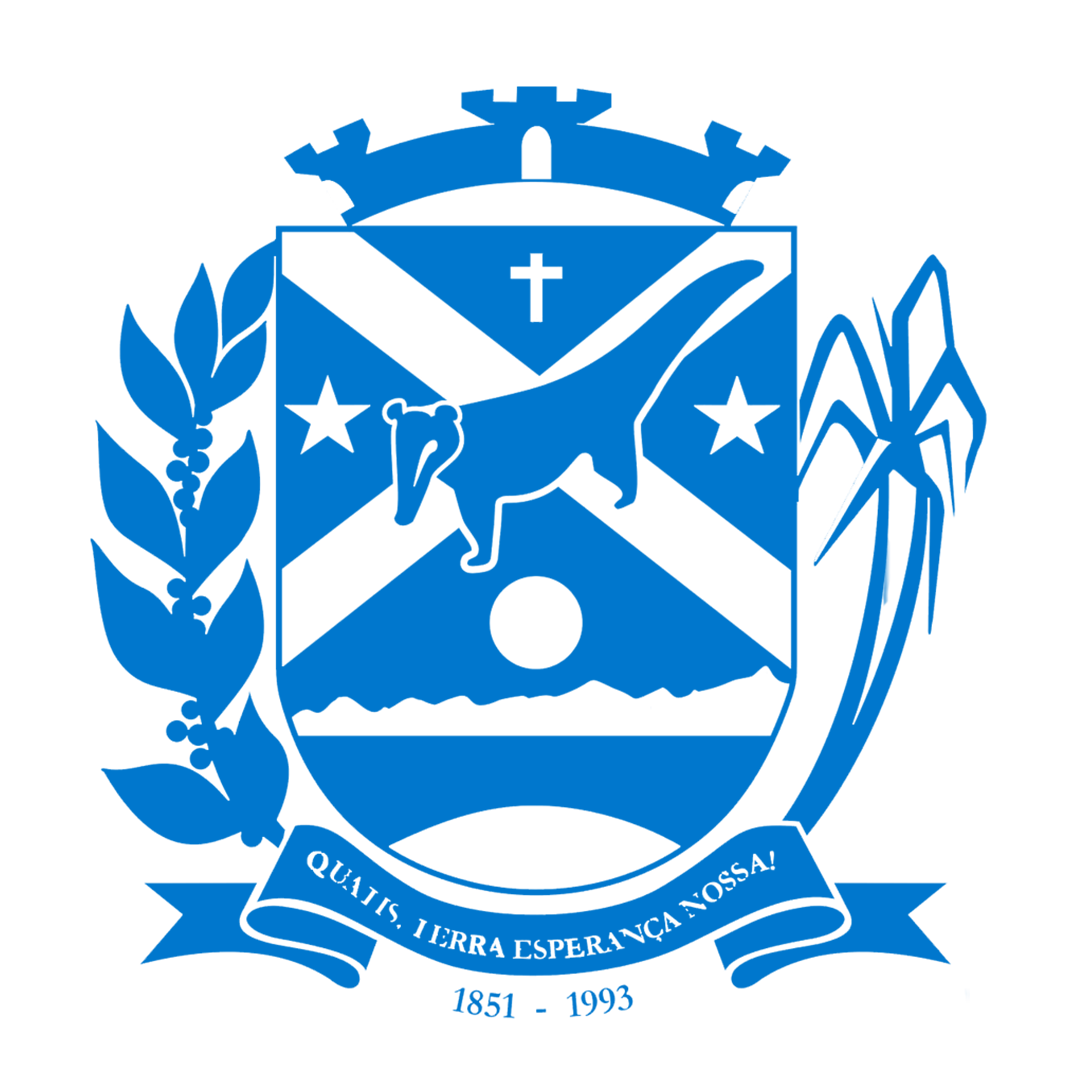 QUATIS, TERRA ESPERANÇA NOSSA!
1851 - 1993